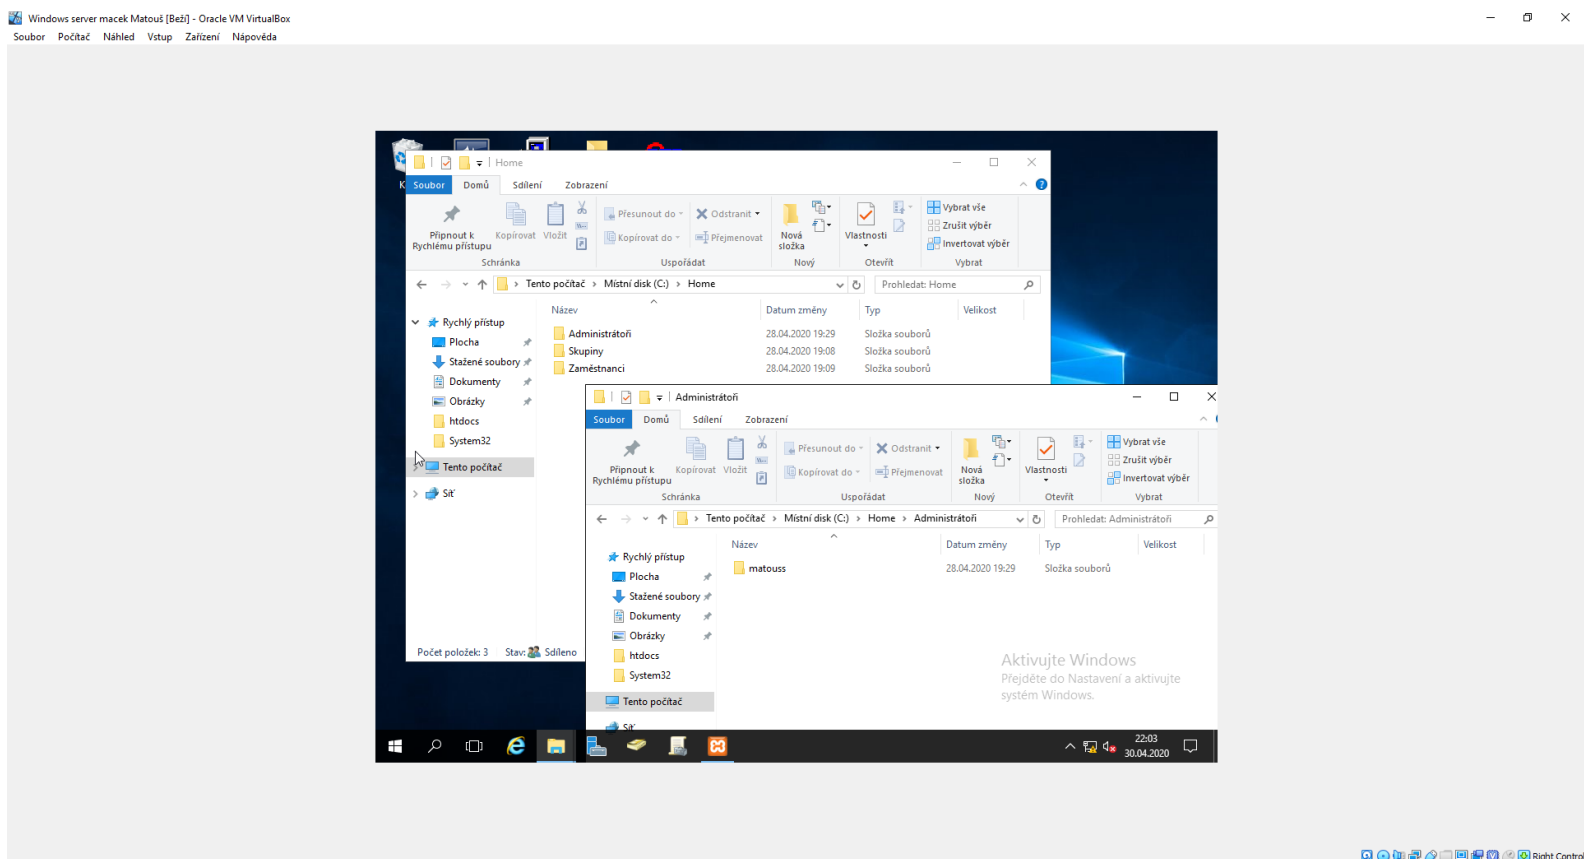 Windows server macek Matouš [Beží] - Oracle VM VirtualBox
Soubor Počítač Náhled Vstup Zařízení Nápověda
Home
Soubor Domů Sdílení Zobrazení
Připnout k Rychlému přístupu
Kopírovat
Vložit
Přesunout do
Kopírovat do
Odstranit
Přejmenovat
Nová složka
Vlastnosti
Vybrat vše
Zrušit výběr
Invertovat výběr
Schránka Uspořádat Nový Otevřít Vybrat
Tento počítač > Místní disk (C:) > Home
Prohledat: Home
Název Datum změny Typ Velikost
Rychlý přístup
Plocha
Stažené soubory
Dokumenty
Obrázky
htdocs
System32
Tento počítač
Síť
Administrátoři 28.04.2020 19:29 Složka souborů
Skupiny 28.04.2020 19:08 Složka souborů
Zaměstnanci 28.04.2020 19:09 Složka souborů
Počet položek: 3 Stav: Sdíleno
Administrátoři
Soubor Domů Sdílení Zobrazení
Připnout k Rychlému přístupu
Kopírovat
Vložit
Přesunout do
Kopírovat do
Odstranit
Přejmenovat
Nová složka
Vlastnosti
Vybrat vše
Zrušit výběr
Invertovat výběr
Schránka Uspořádat Nový Otevřít Vybrat
Tento počítač > Místní disk (C:) > Home > Administrátoři
Prohledat: Administrátoři
Název Datum změny Typ Velikost
Rychlý přístup
Plocha
Stažené soubory
Dokumenty
Obrázky
htdocs
System32
Tento počítač
Síť
matouss 28.04.2020 19:29 Složka souborů
Aktivujte Windows
Přejděte do Nastavení a aktivujte
systém Windows.
22:03
30.04.2020
Right Control